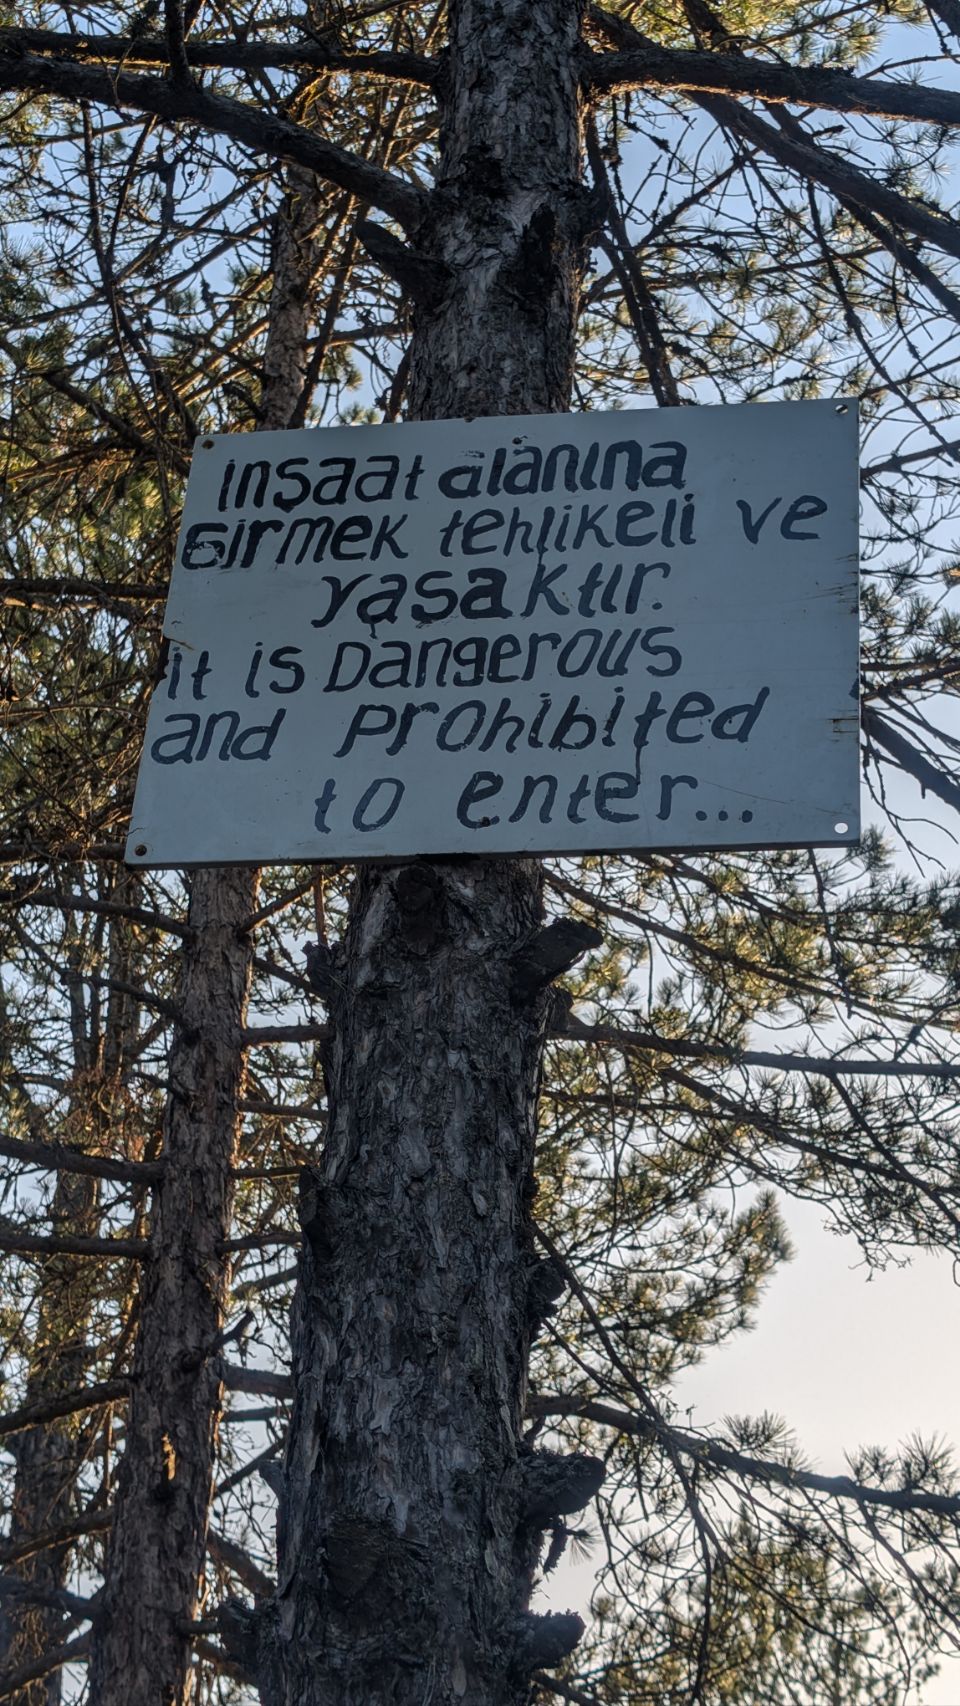 inşaat alanına
Girmek tehlikeli ve
yasaktır.
it is Dangerous
and prohibited
to enter...